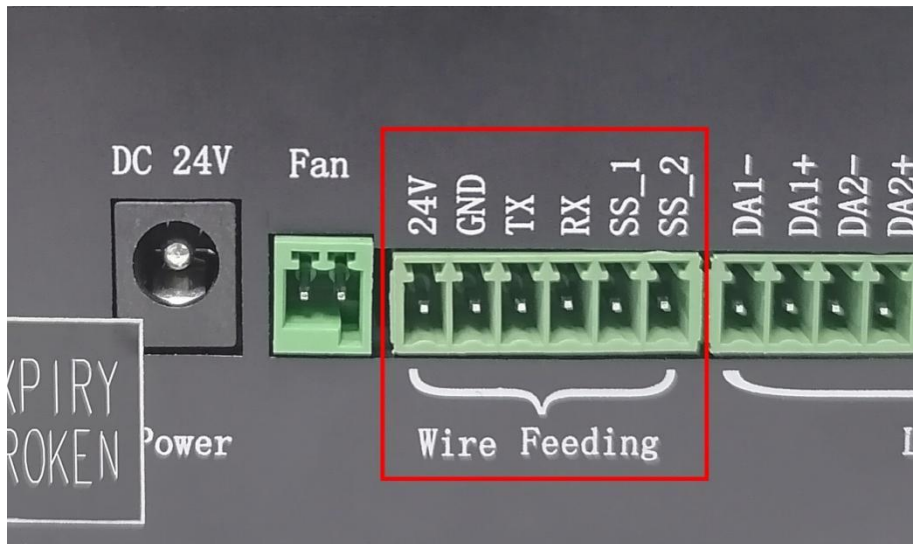 DC 24V
Fan
24V
GND
TX
RX
SS_1
SS_2
DA1-
DA1+
DA2-
DA2+
XPIRY
ROKEN
Power
Wire Feeding